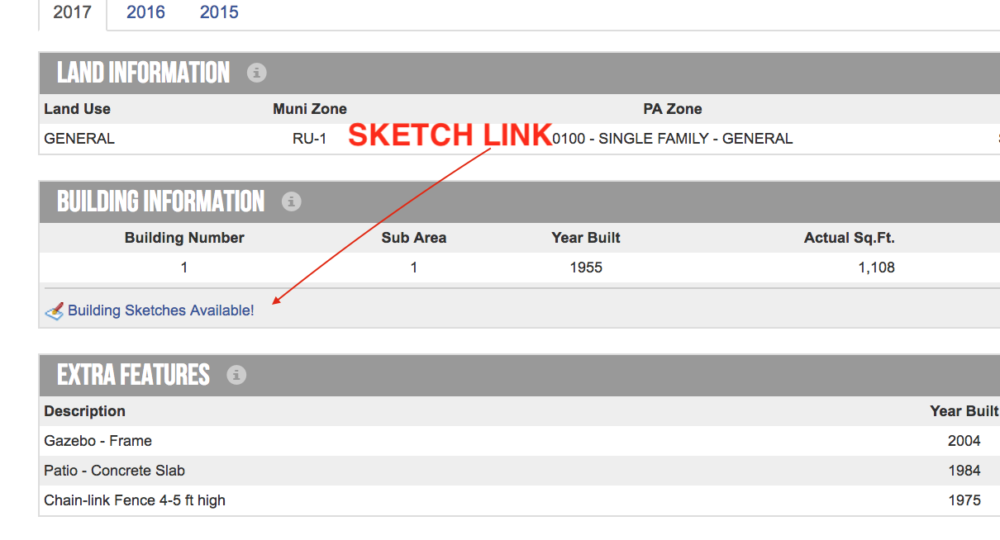 2017 2016 2015
LAND INFORMATION i
Land Use Muni Zone PA Zone
GENERAL RU-1 SKETCH LINK 0100 - SINGLE FAMILY - GENERAL
BUILDING INFORMATION i
Building Number Sub Area Year Built Actual Sq.Ft.
1 1 1955 1,108
Building Sketches Available!
EXTRA FEATURES i
Description Year Built
Gazebo - Frame 2004
Patio - Concrete Slab 1984
Chain-link Fence 4-5 ft high 1975